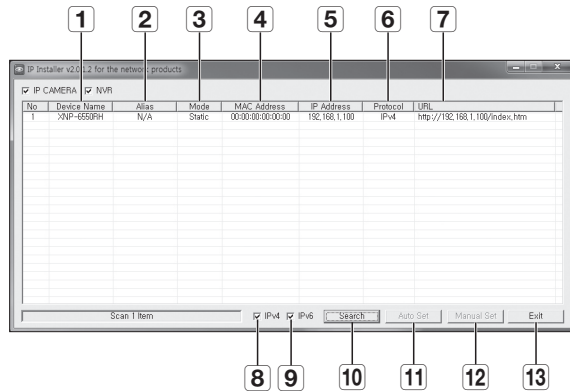 1 2 3 4 5 6 7
IP Installer v2.0.1.2 for the network products
IP CAMERA NVR
No Device Name Alias Mode MAC Address IP Address Protocol URL
1 XNP-6550RH N/A Static 00:00:00:00:00:00 192,168,1,100 IPv4 http://192,168,1,100/index,htm
Scan 1 Item IPv4 IPv6 Search Auto Set Manual Set Exit
8 9 10 11 12 13